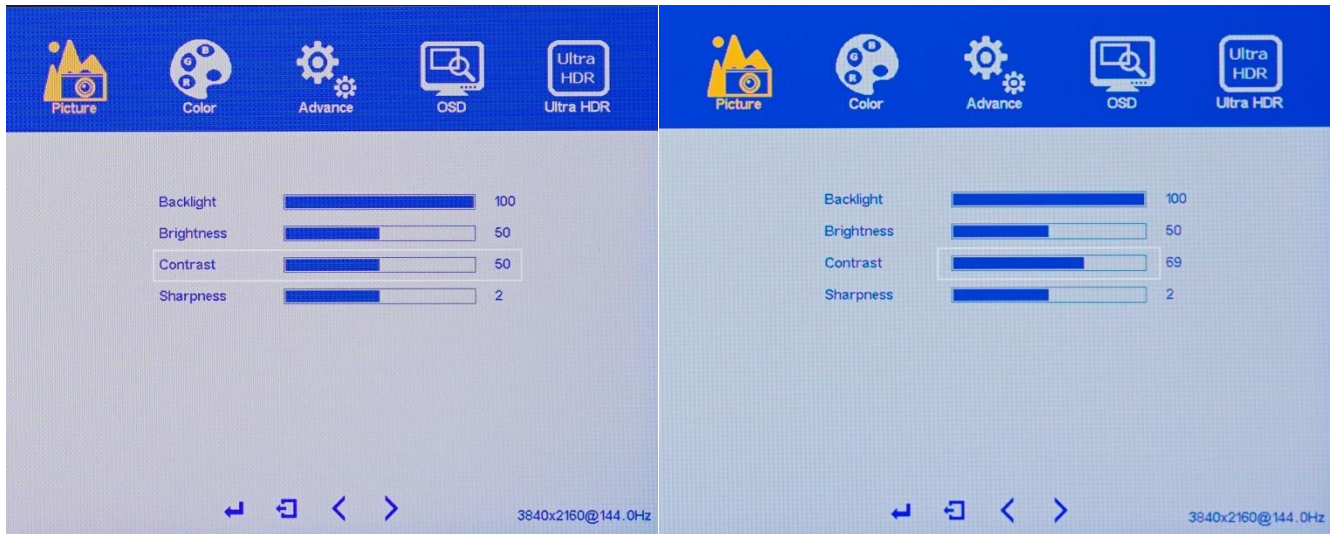 Ultra
HDR
Picture Color Advance OSD Ultra HDR
Backlight 100
Brightness 50
Contrast 50
Sharpness 2
3840x2160@144.0Hz
Ultra
HDR
Picture Color Advance OSD Ultra HDR
Backlight 100
Brightness 50
Contrast 69
Sharpness 2
3840x2160@144.0Hz